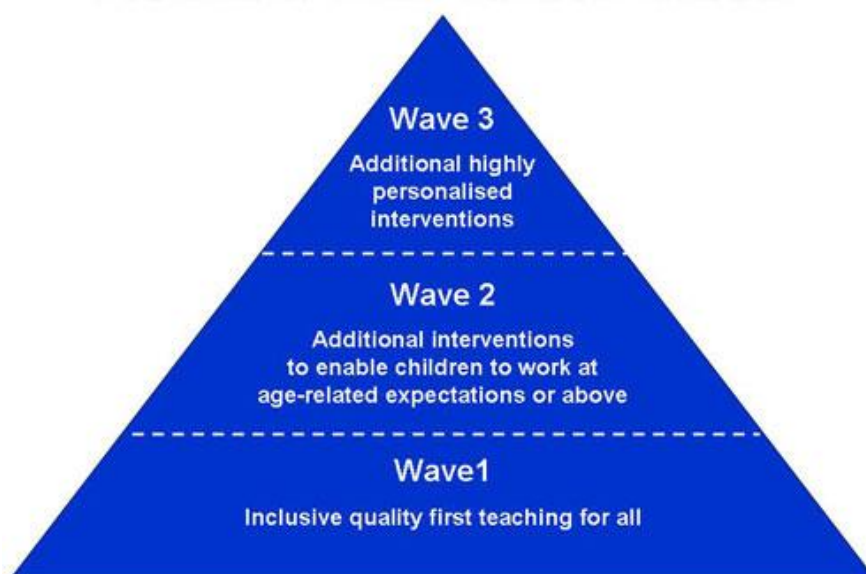 Wave 3
Additional highly
personalised
interventions
Wave 2
Additional interventions
to enable children to work at
age-related expectations or above
Wave1
Inclusive quality first teaching for all